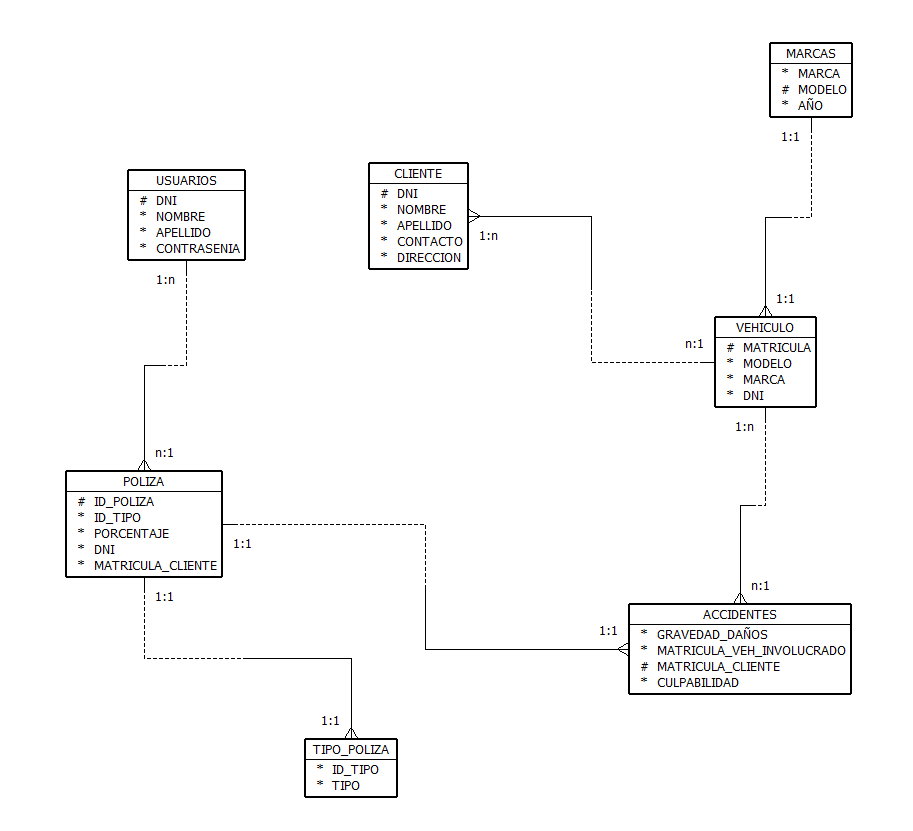 MARCAS
* MARCA
# MODELO
* AÑO
1:1
USUARIOS
# DNI
* NOMBRE
* APELLIDO
* CONTRASENIA
1:n
CLIENTE
# DNI
* NOMBRE
* APELLIDO
* CONTACTO
* DIRECCION
1:n
1:1
n:1
VEHICULO
# MATRICULA
* MODELO
* MARCA
* DNI
1:n
n:1
POLIZA
# ID_POLIZA
* ID_TIPO
* PORCENTAJE
* DNI
* MATRICULA_CLIENTE
1:1
1:1
n:1
1:1
ACCIDENTES
* GRAVEDAD_DAÑOS
* MATRICULA_VEH_INVOLUCRADO
# MATRICULA_CLIENTE
* CULPABILIDAD
1:1
TIPO_POLIZA
* ID_TIPO
* TIPO